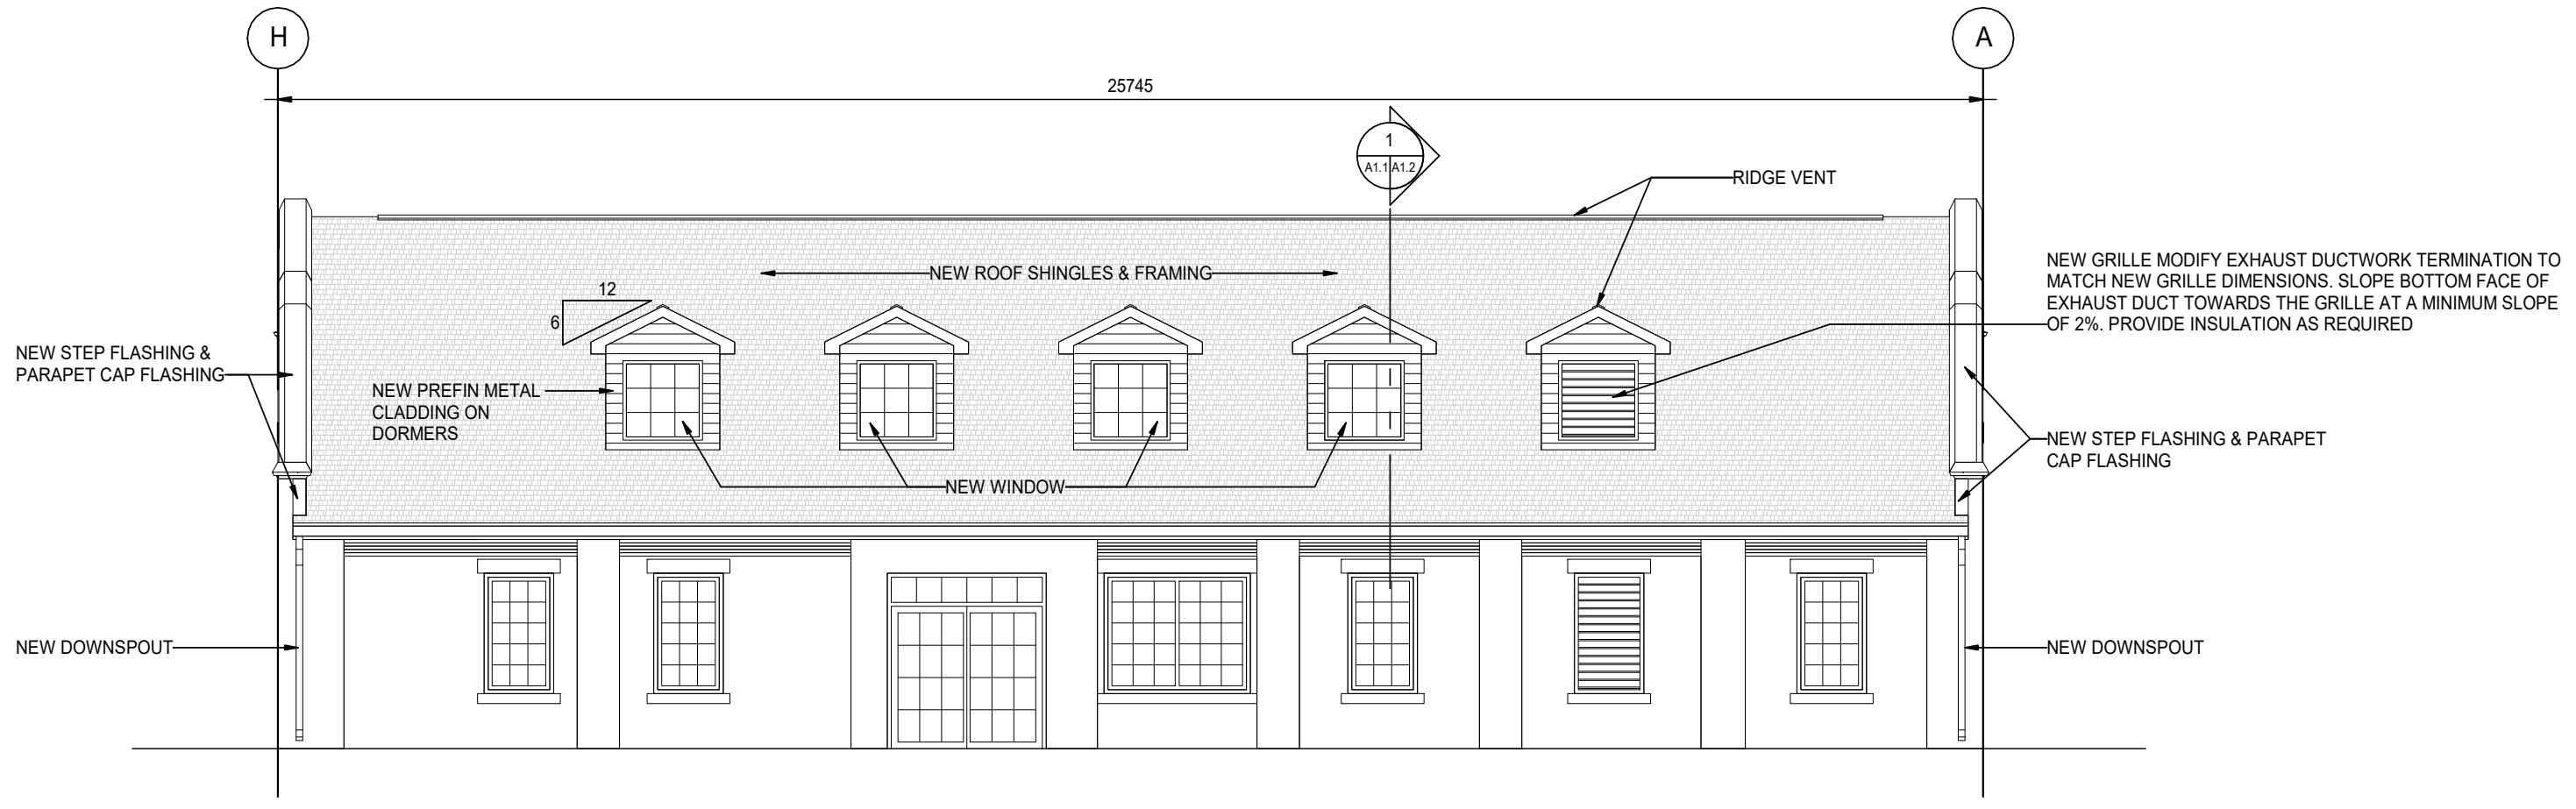 H
A
25745
1
A1.1 A1.2
RIDGE VENT
NEW GRILLE MODIFY EXHAUST DUCTWORK TERMINATION TO
MATCH NEW GRILLE DIMENSIONS. SLOPE BOTTOM FACE OF
EXHAUST DUCT TOWARDS THE GRILLE AT A MINIMUM SLOPE
OF 2%. PROVIDE INSULATION AS REQUIRED
NEW ROOF SHINGLES & FRAMING
12
6
NEW STEP FLASHING &
PARAPET CAP FLASHING
NEW PREFIN METAL
CLADDING ON
DORMERS
NEW STEP FLASHING & PARAPET
CAP FLASHING
NEW WINDOW
NEW DOWNSPOUT
NEW DOWNSPOUT